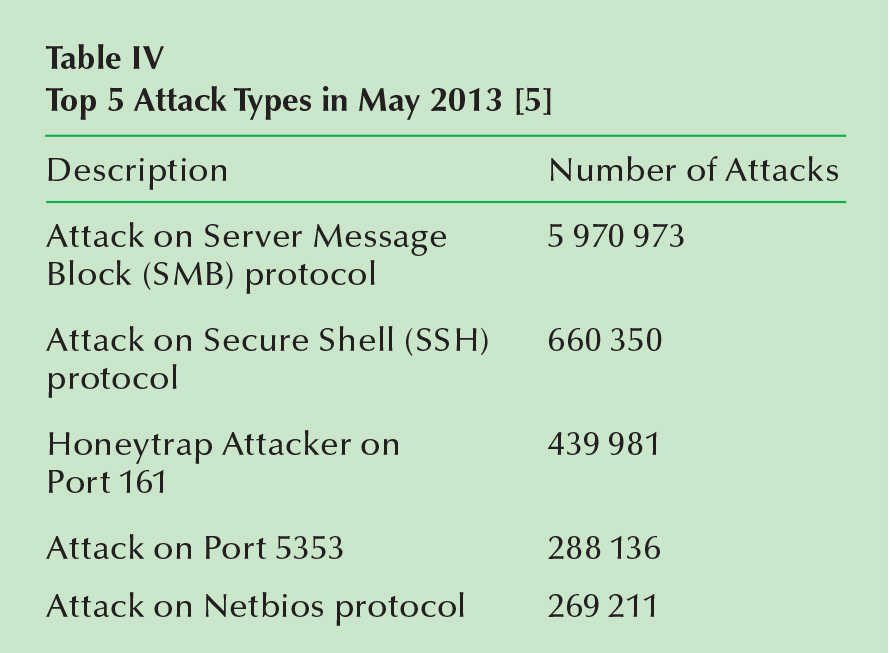 Table IV
Top 5 Attack Types in May 2013 [5]
Description Number of Attacks
Attack on Server Message 5 970 973
Block (SMB) protocol
Attack on Secure Shell (SSH) 660 350
protocol
Honeytrap Attacker on 439 981
Port 161
Attack on Port 5353 288 136
Attack on Netbios protocol 269 211